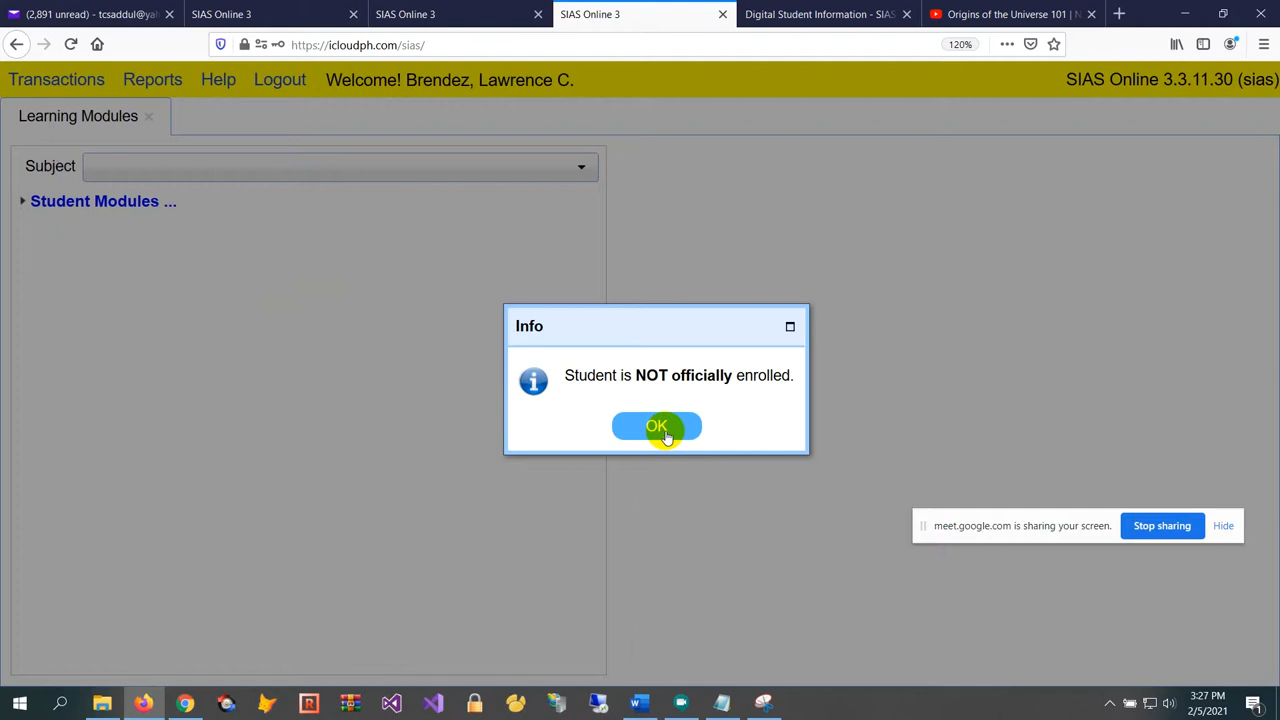 (2,891 unread) - tcsaddul@yah
SIAS Online 3
SIAS Online 3
SIAS Online 3
Digital Student Information - SIAS
Origins of the Universe 101 | N
https://icloudph.com/sias/
120%
Transactions Reports Help Logout Welcome! Brendez, Lawrence C. SIAS Online 3.3.11.30 (sias)
Learning Modules
Subject
Student Modules ...
Info
Student is NOT officially enrolled.
OK
meet.google.com is sharing your screen. Stop sharing Hide
3:27 PM
2/5/2021